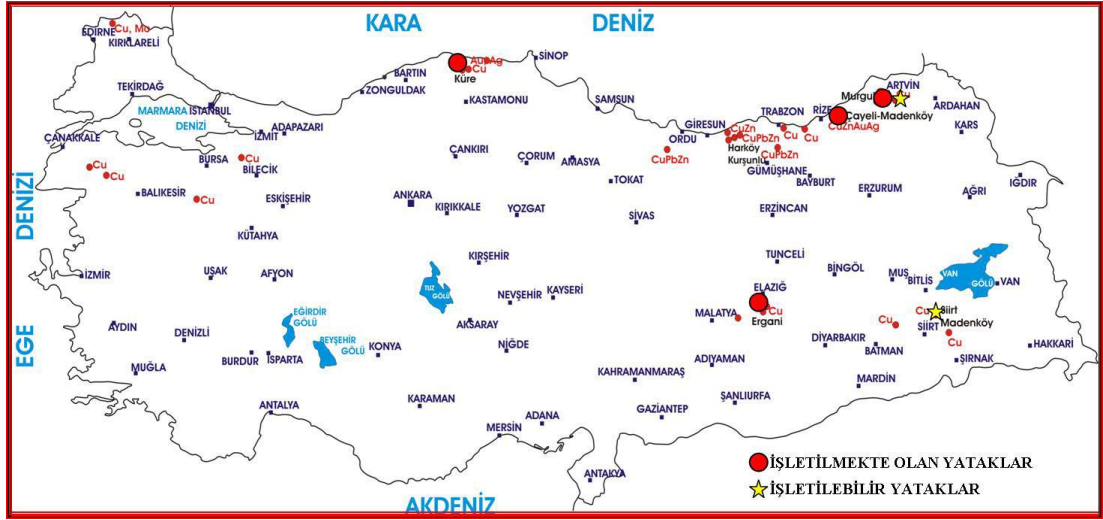 KARA DENİZ
Cu, Mo
EDİRNE
KIRKLARELİ
TEKİRDAĞ
MARMARA
DENİZİ
İSTANBUL
ÇANAKKALE
İZMİT
ADAPAZARI
BARTIN
ZONGULDAK
AuAg
Cu
Küre
KASTAMONU
SİNOP
SAMSUN
ORDU
GİRESUN
TRABZON
RİZE
Murgul
ARTVİN
Cu
Çayeli-Madenköy
CuZnAuAg
ARDAHAN
KARS
CuZn
CuPbZn
Harköy
Kurşunlu
CuPbZn
Cu
Cu
CuPbZn
GÜMÜŞHANE
BAYBURT
ERZURUM
AĞRI
IĞDIR
Cu
Cu
BURSA
Cu
BİLECİK
BALIKESİR
Cu
ESKİŞEHİR
ÇANKIRI
ÇORUM
AMASYA
TOKAT
ANKARA
KIRIKKALE
YOZGAT
SİVAS
ERZİNCAN
KÜTAHYA
EGE DENİZİ
İZMİR
UŞAK
AFYON
KIRŞEHİR
TUZ
GÖLÜ
NEVŞEHİR
KAYSERİ
TUNCELİ
BİNGÖL
MUŞ
BİTLİS
VAN
GÖLÜ
VAN
ELAZIĞ
Cu
Ergani
MALATYA
Cu
Cu
Siirt
Madenköy
SİİRT
Cu
AYDIN
DENİZLİ
EĞİRDİR
GÖLÜ
BEYŞEHİR
GÖLÜ
AKSARAY
KONYA
NİĞDE
BURDUR
ISPARTA
MUĞLA
DİYARBAKIR
BATMAN
ŞIRNAK
HAKKARİ
ADIYAMAN
KAHRAMANMARAŞ
MARDİN
ŞANLIURFA
GAZİANTEP
KARAMAN
ANTALYA
ADANA
MERSİN
ANTAKYA
AKDENİZ
İŞLETİLMEKTE OLAN YATAKLAR
İŞLETİLEBİLİR YATAKLAR